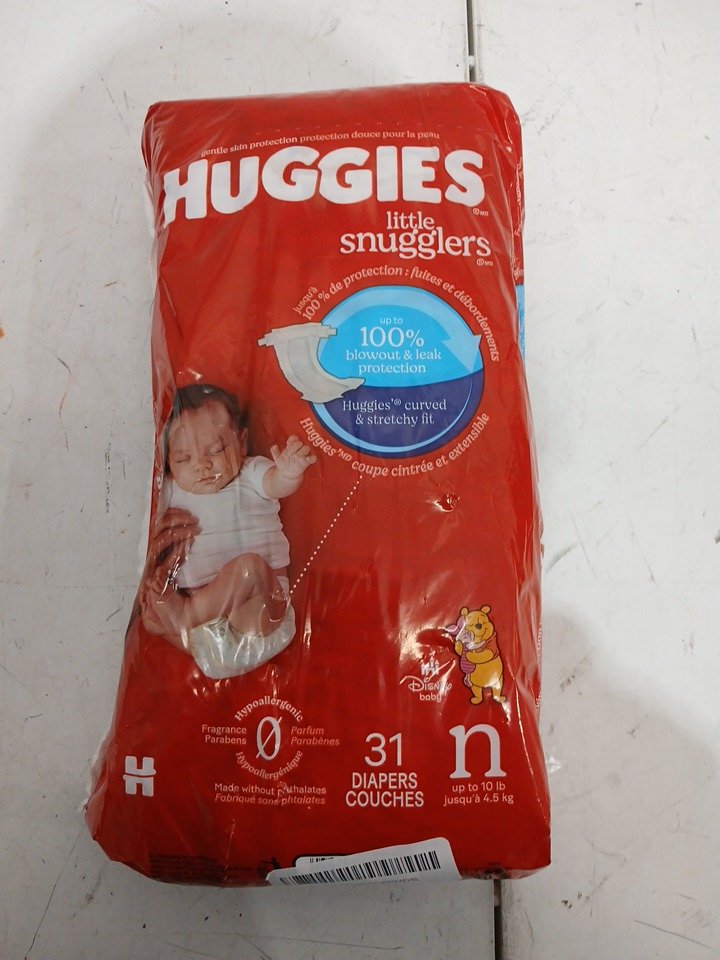 gentle skin protection protection douce pour la peau
HUGGIES
®MD
little
snugglers
®MD
jusqu'à
100 % de protection : fuites et débordements
up to
100%
blowout & leak
protection
Huggies'® curved
& stretchy fit
Huggies'MD coupe cintrée et extensible
Disney
baby
Hypoallergenic
Fragrance
Parabens
0
Parfum
Parabènes
Hypoallergénique
Made without phthalates
Fabriqué sans phtalates
31
DIAPERS
COUCHES
n
up to 10 lb
jusqu'à 4.5 kg
H